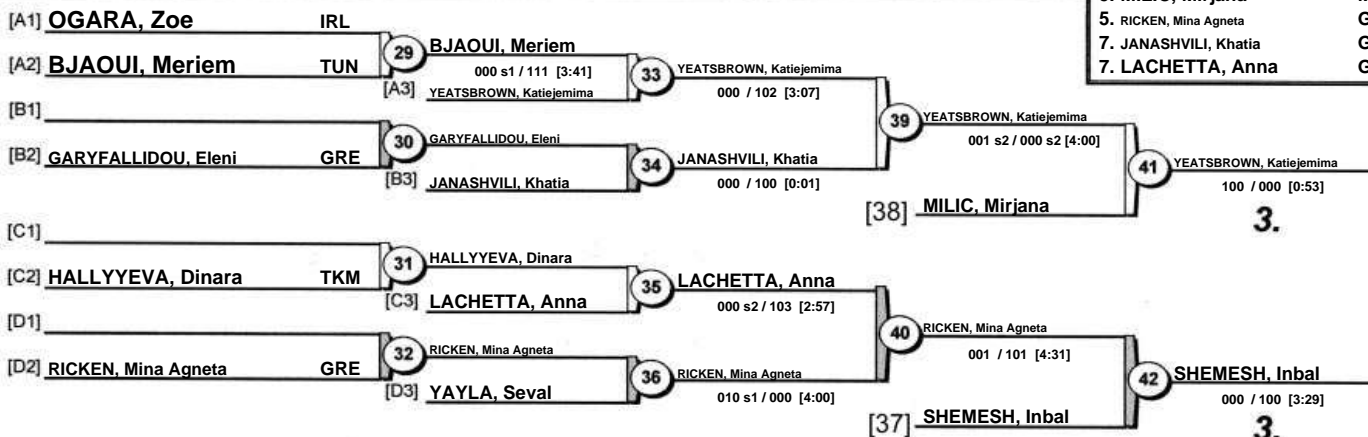 [A1] OGARA, Zoe IRL
[A2] BJAOUI, Meriem TUN
29 BJAOUI, Meriem
000 s1 / 111 [3:41]
[A3] YEATSBROWN, Katiejemima
33 YEATSBROWN, Katiejemima
000 / 102 [3:07]
[B1]
[B2] GARYFALLIDOU, Eleni GRE
30 GARYFALLIDOU, Eleni
[B3] JANASHVILI, Khatia
34 JANASHVILI, Khatia
000 / 100 [0:01]
39 YEATSBROWN, Katiejemima
001 s2 / 000 s2 [4:00]
[38] MILIC, Mirjana
41 YEATSBROWN, Katiejemima
100 / 000 [0:53]
3.
[C1]
[C2] HALLYYEVA, Dinara TKM
31 HALLYYEVA, Dinara
[C3] LACHETTA, Anna
35 LACHETTA, Anna
000 s2 / 103 [2:57]
[D1]
[D2] RICKEN, Mina Agneta GRE
32 RICKEN, Mina Agneta
[D3] YAYLA, Seval
36 RICKEN, Mina Agneta
010 s1 / 000 [4:00]
40 RICKEN, Mina Agneta
001 / 101 [4:31]
[37] SHEMESH, Inbal
42 SHEMESH, Inbal
000 / 100 [3:29]
3.
5. RICKEN, Mina Agneta G
7. JANASHVILI, Khatia G
7. LACHETTA, Anna G